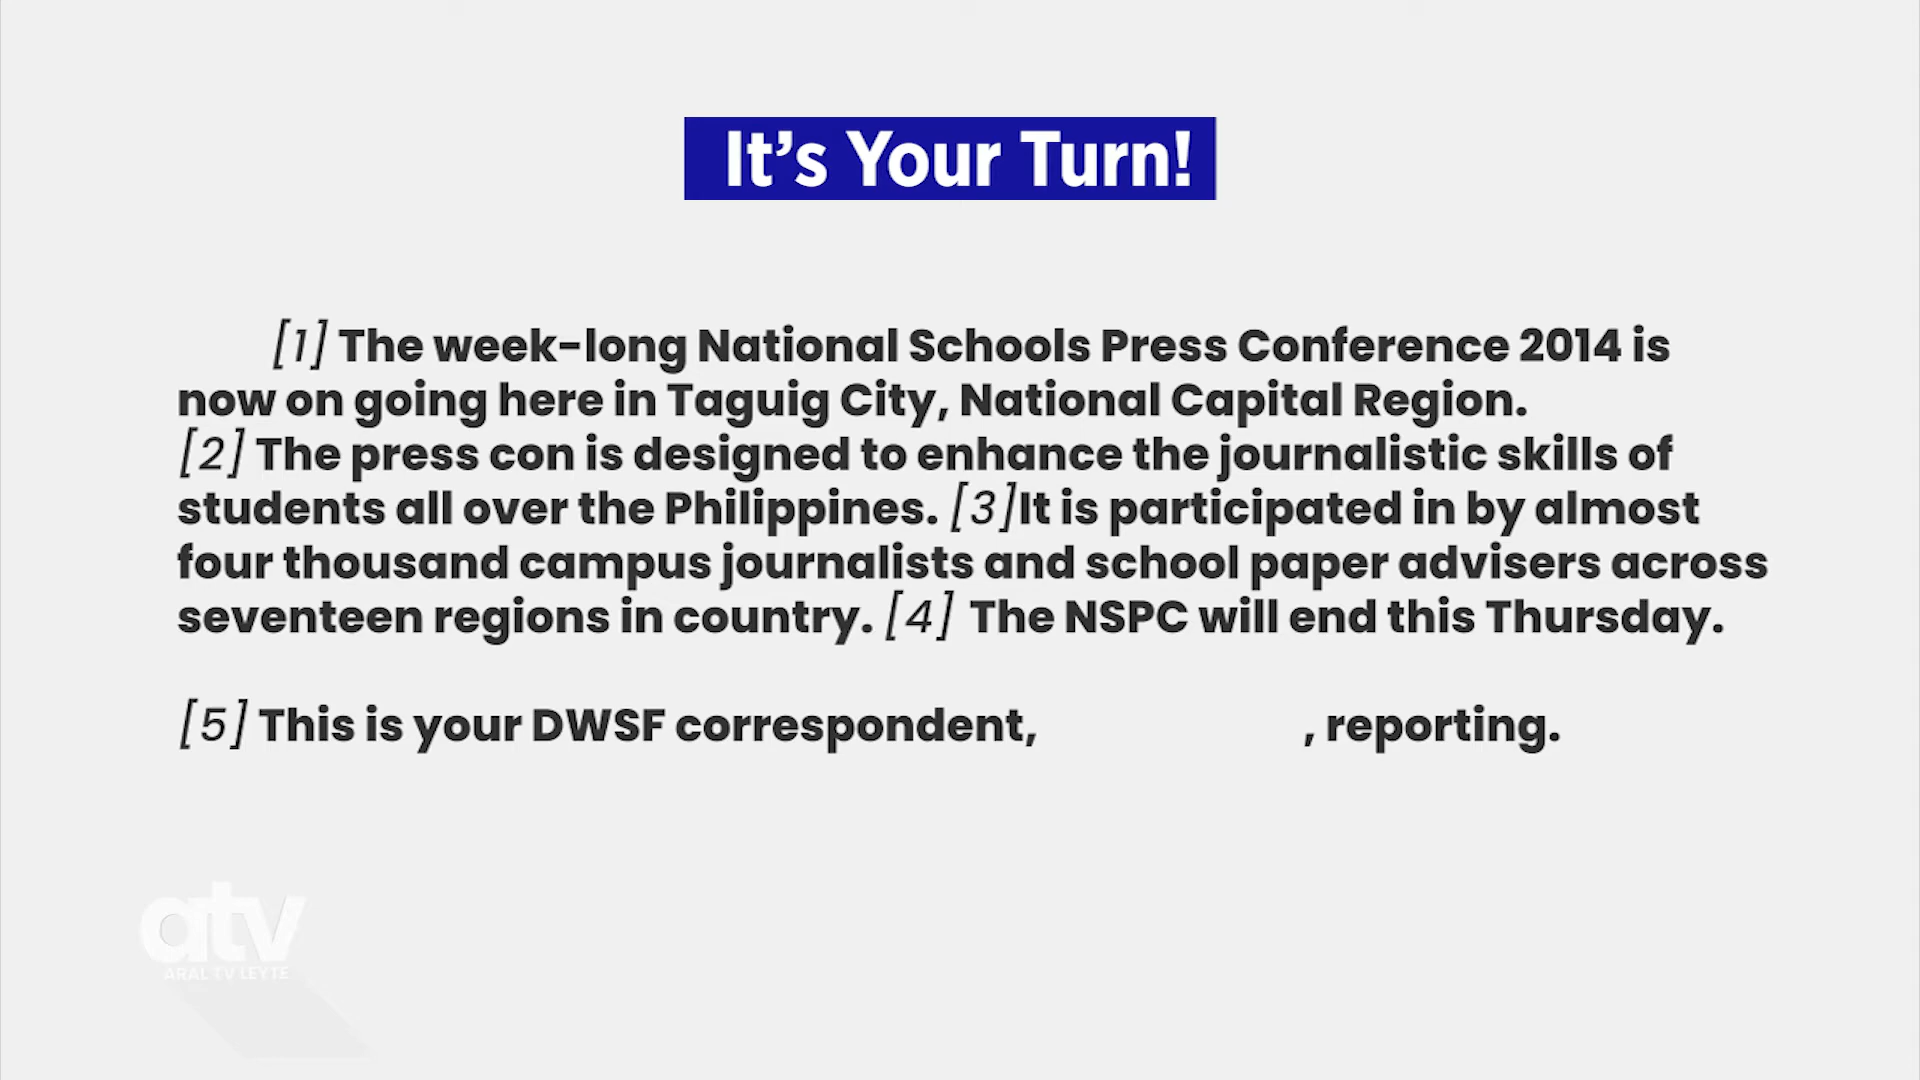 It's Your Turn!
[1] The week-long National Schools Press Conference 2014 is
now on going here in Taguig City, National Capital Region.
[2] The press con is designed to enhance the journalistic skills of
students all over the Philippines. [3]It is participated in by almost
four thousand campus journalists and school paper advisers across
seventeen regions in country. [4] The NSPC will end this Thursday.
[5] This is your DWSF correspondent, , reporting.
atv
ARAL TV LEYTE